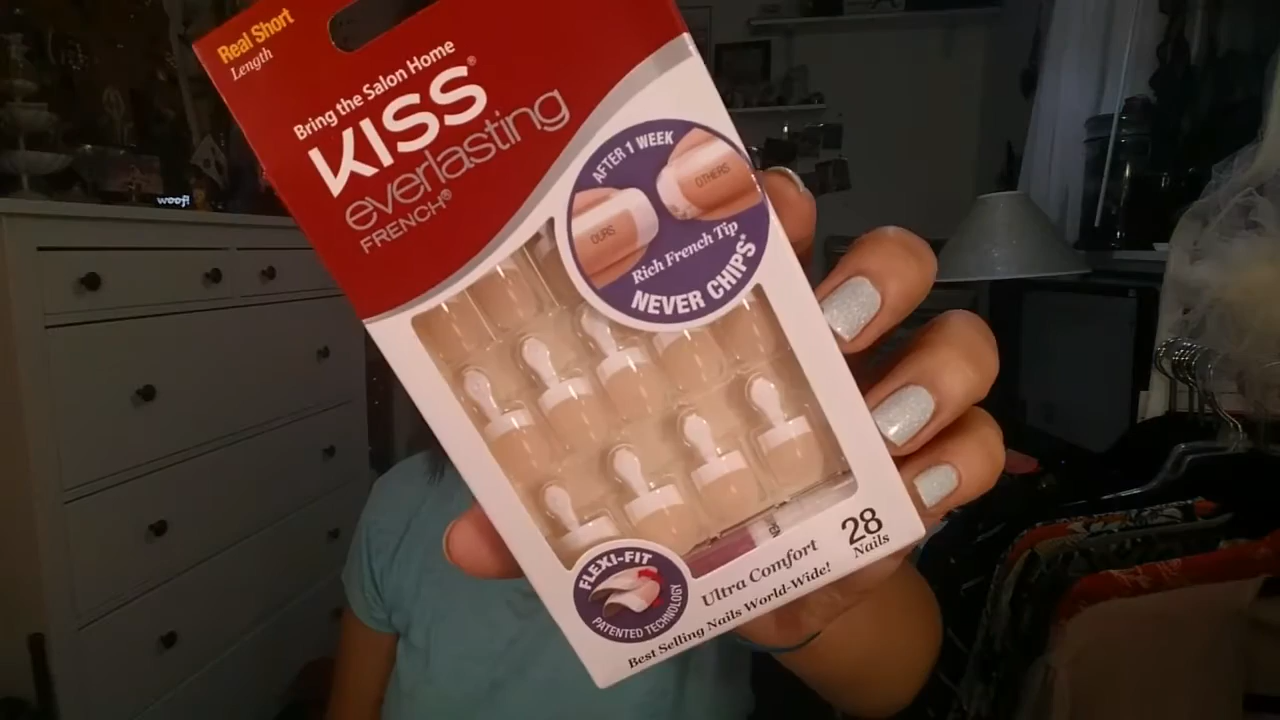 Real Short
Length
Bring the Salon Home
KISS®
everlasting
FRENCH®
AFTER 1 WEEK
OTHERS
OURS
Rich French Tip
NEVER CHIPS*
woof!
FLEXI-FIT
PATENTED TECHNOLOGY
Ultra Comfort
28
Nails
Best Selling Nails World-Wide!